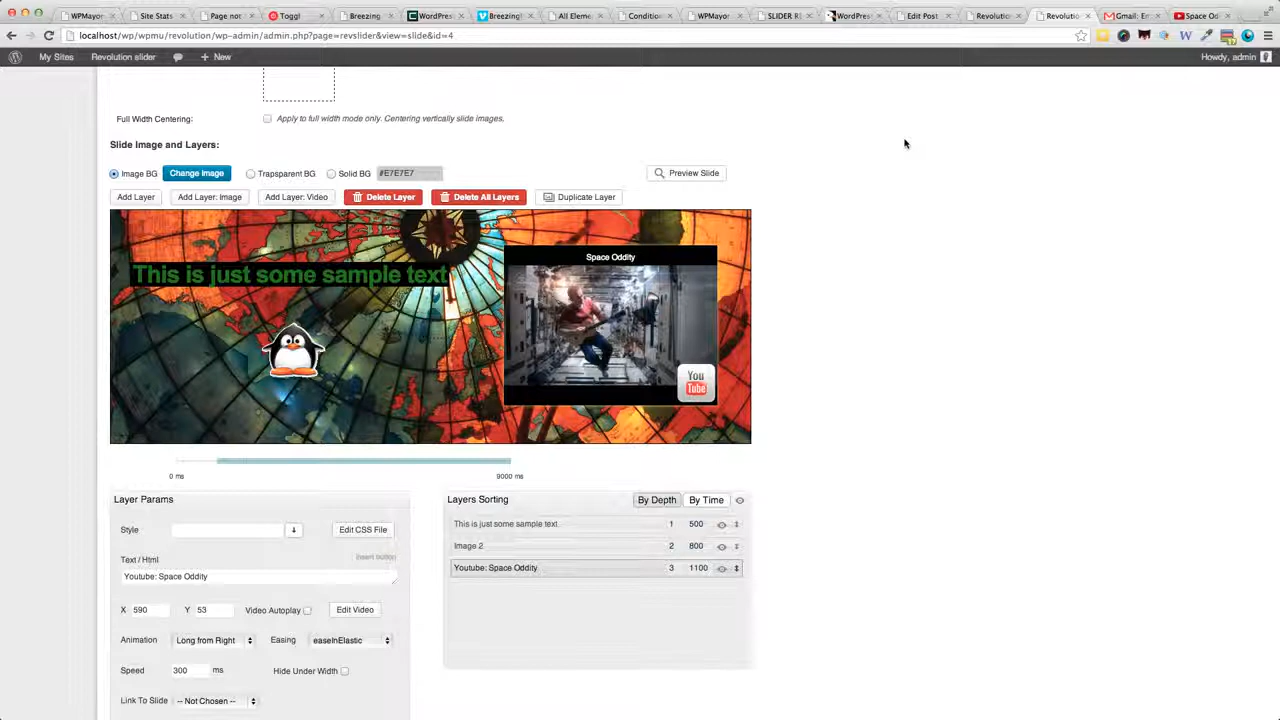 WPMayor
Site Stats
Page not
Toggl
Breezing
WordPress
Breezing!
All Eleme
Condition
WPMayor
SLIDER RE
WordPress
Edit Post
Revolution
Revolutio
Gmail: Em
Space Od
localhost/wp/wpmu/revolution/wp-admin/admin.php?page=revslider&view=slide&id=4
My Sites Revolution slider + New Howdy, admin
Full Width Centering: Apply to full width mode only. Centering vertically slide images.
Slide Image and Layers:
Image BG Change Image Trapsparent BG Solid BG #E7E7E7 Preview Slide
Add Layer Add Layer: Image Add Layer: Video Delete Layer Delete All Layers Duplicate Layer
Space Oddity
This is just some sample text
You
Tube
0 ms 9000 ms
Layer Params
Style Edit CSS File
insert button
Text / Html
Youtube: Space Oddity
X 590 Y 53 Video Autoplay Edit Video
Animation Long from Right Easing easeInElastic
Speed 300 ms Hide Under Width
Link To Slide -- Not Chosen --
Layers Sorting By Depth By Time
This is just some sample text 1 500
Image 2 2 800
Youtube: Space Oddity 3 1100